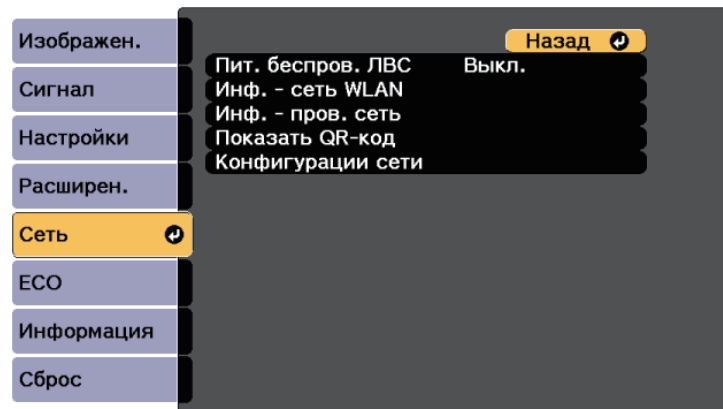 Изображен.
Сигнал
Настройки
Расширен.
Сеть
ECO
Информация
Сброс
Назад
Пит. беспров. ЛВС Выкл.
Инф. - сеть WLAN
Инф. - пров. сеть
Показать QR-код
Конфигурации сети